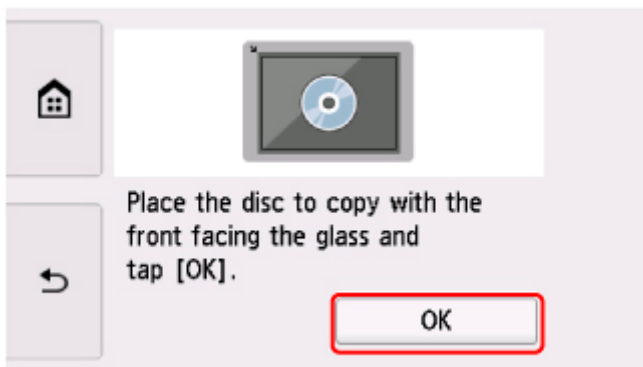 Place the disc to copy with the
front facing the glass and
tap [OK].
OK